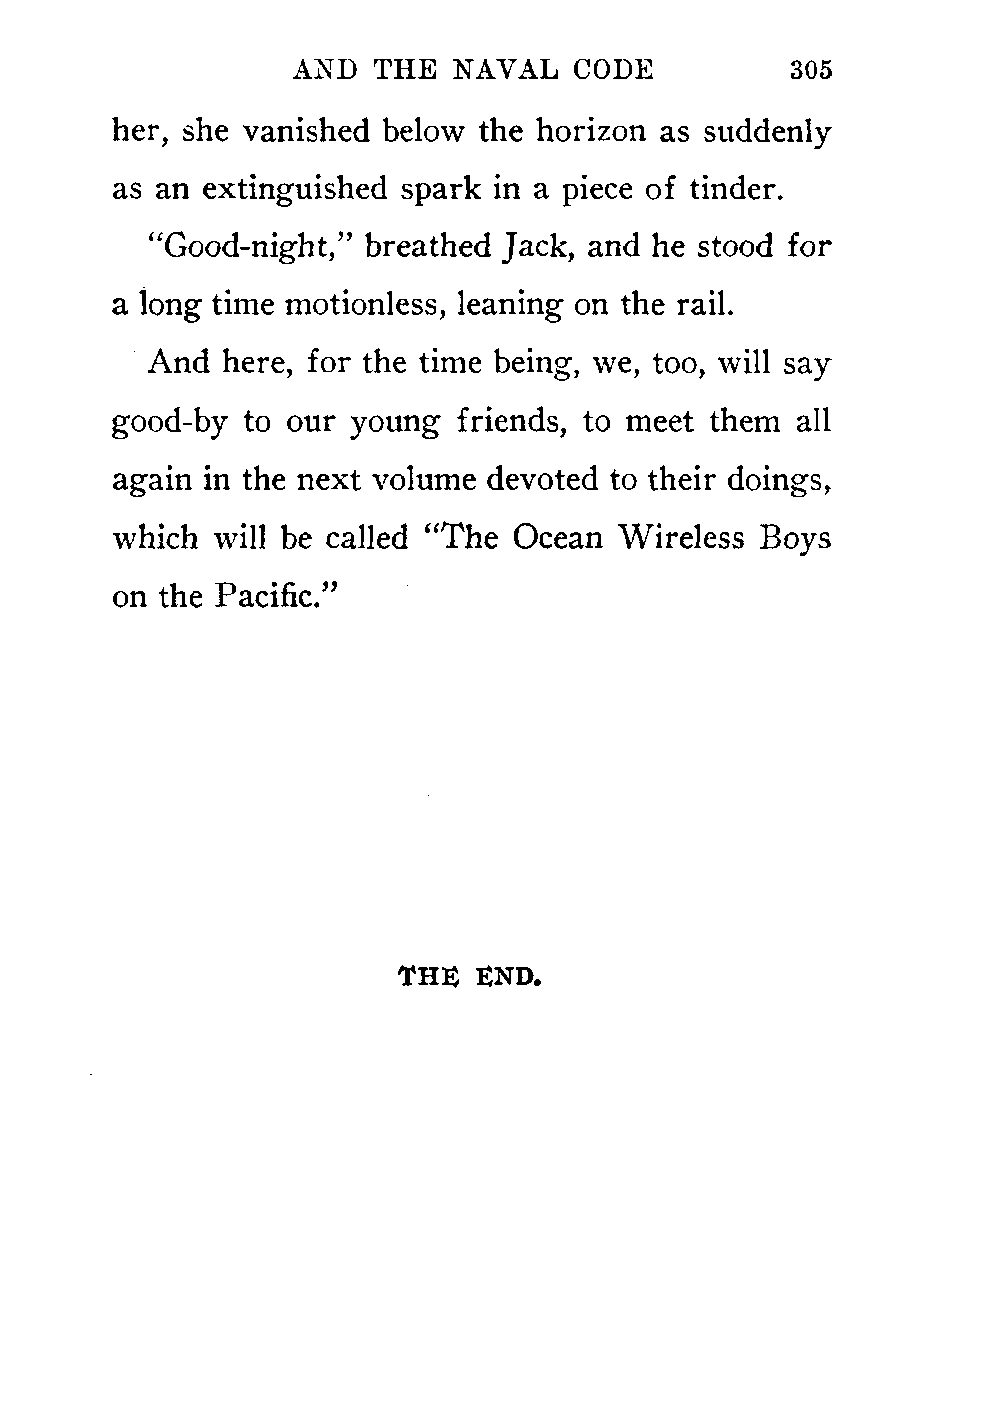 AND THE NAVAL CODE 305
her, she vanished below the horizon as suddenly
as an extinguished spark in a piece of tinder.
“Good-night,” breathed Jack, and he stood for
a long time motionless, leaning on the rail.
And here, for the time being, we, too, will say
good-by to our young friends, to meet them all
again in the next volume devoted to their doings,
which will be called “The Ocean Wireless Boys
on the Pacific.”
THE END.